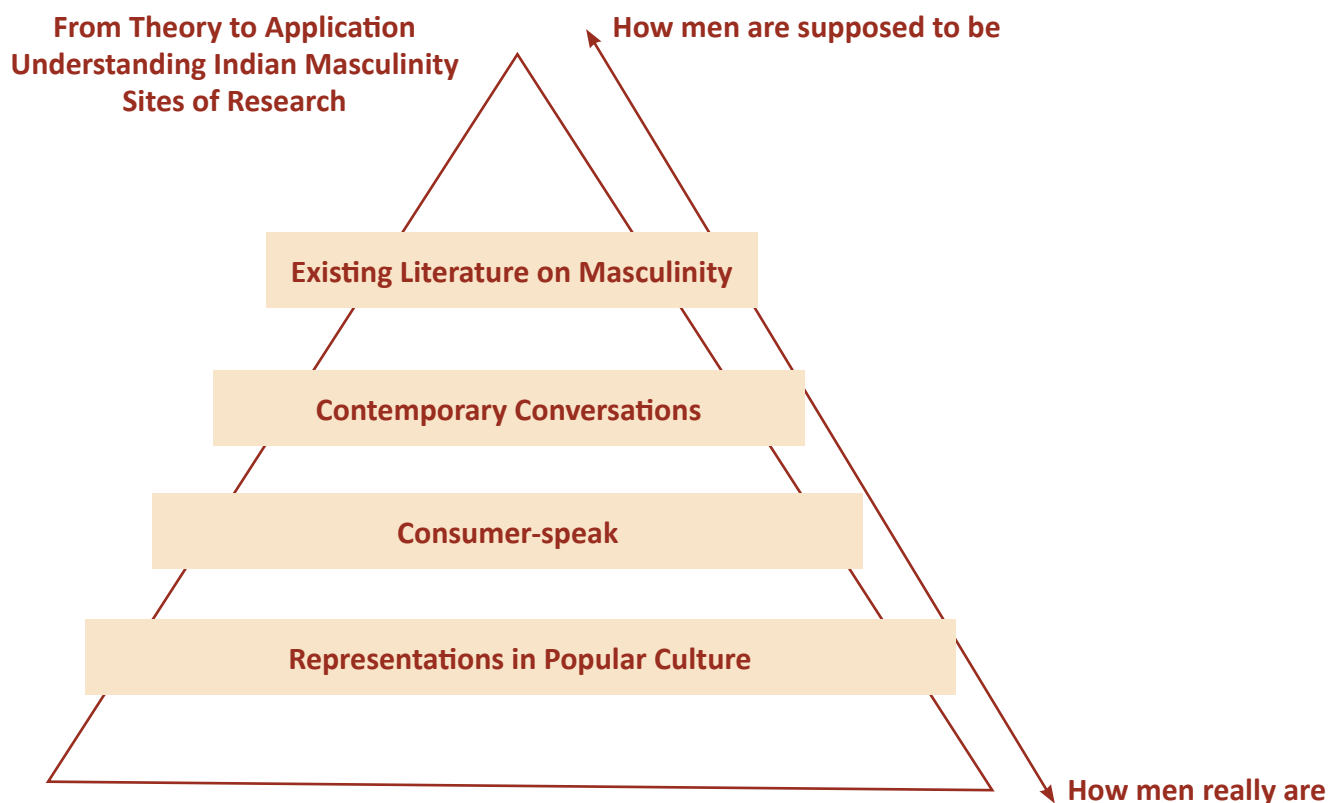 From Theory to Application
Understanding Indian Masculinity
Sites of Research
How men are supposed to be
Existing Literature on Masculinity
Contemporary Conversations
Consumer-speak
Representations in Popular Culture
How men really are